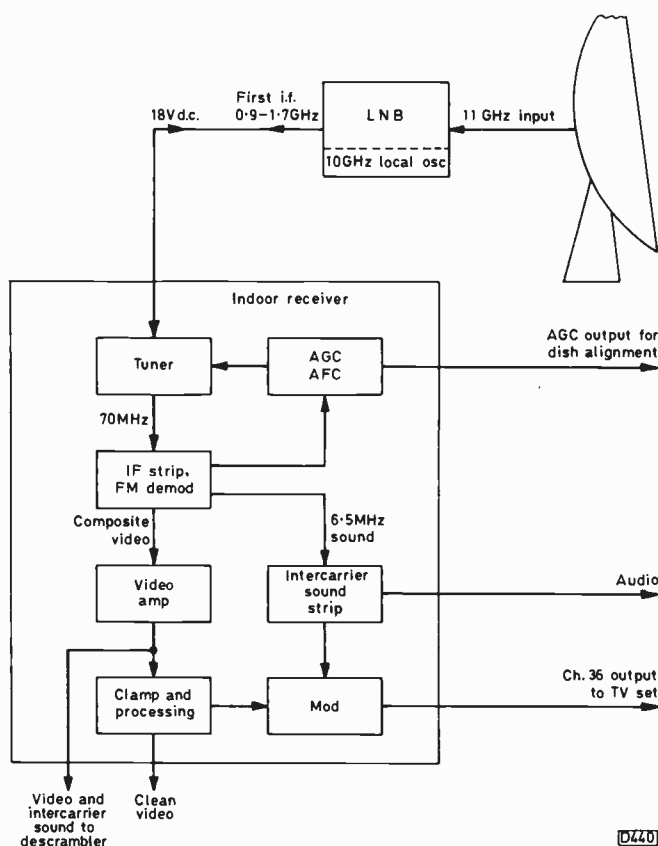 First i.f.
18V d.c.
0·9-1·7GHz
LNB
11 GHz input
10GHz local osc
Indoor receiver
Tuner
AGC
AFC
AGC output for
dish alignment
70MHz
IF strip,
FM demod
Composite
video
6·5MHz
sound
Video
amp
Intercarrier
sound
strip
Audio
Clamp and
processing
Mod
Ch. 36 output
to TV set
Video and
intercarrier
sound to
descrambler
Clean
video
D440